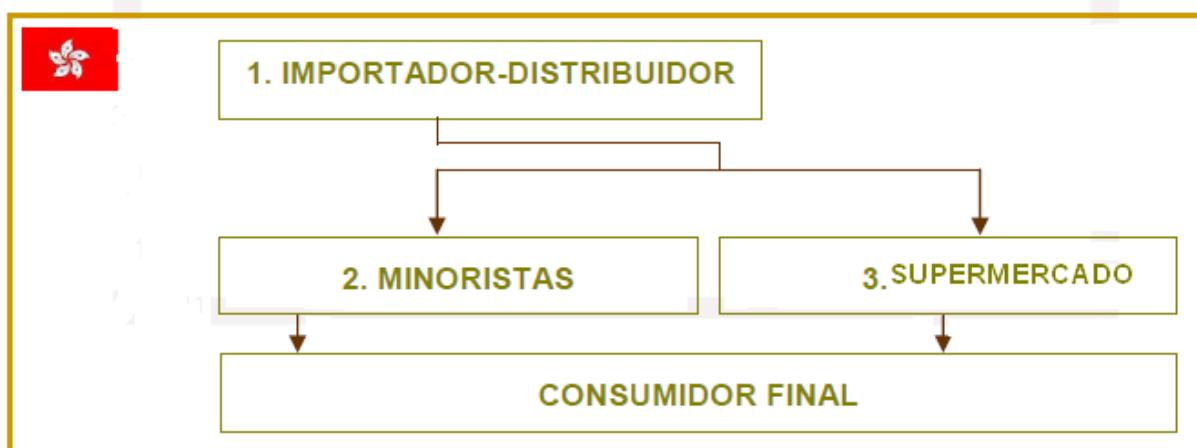 1. IMPORTADOR-DISTRIBUIDOR
2. MINORISTAS
3. SUPERMERCADO
CONSUMIDOR FINAL